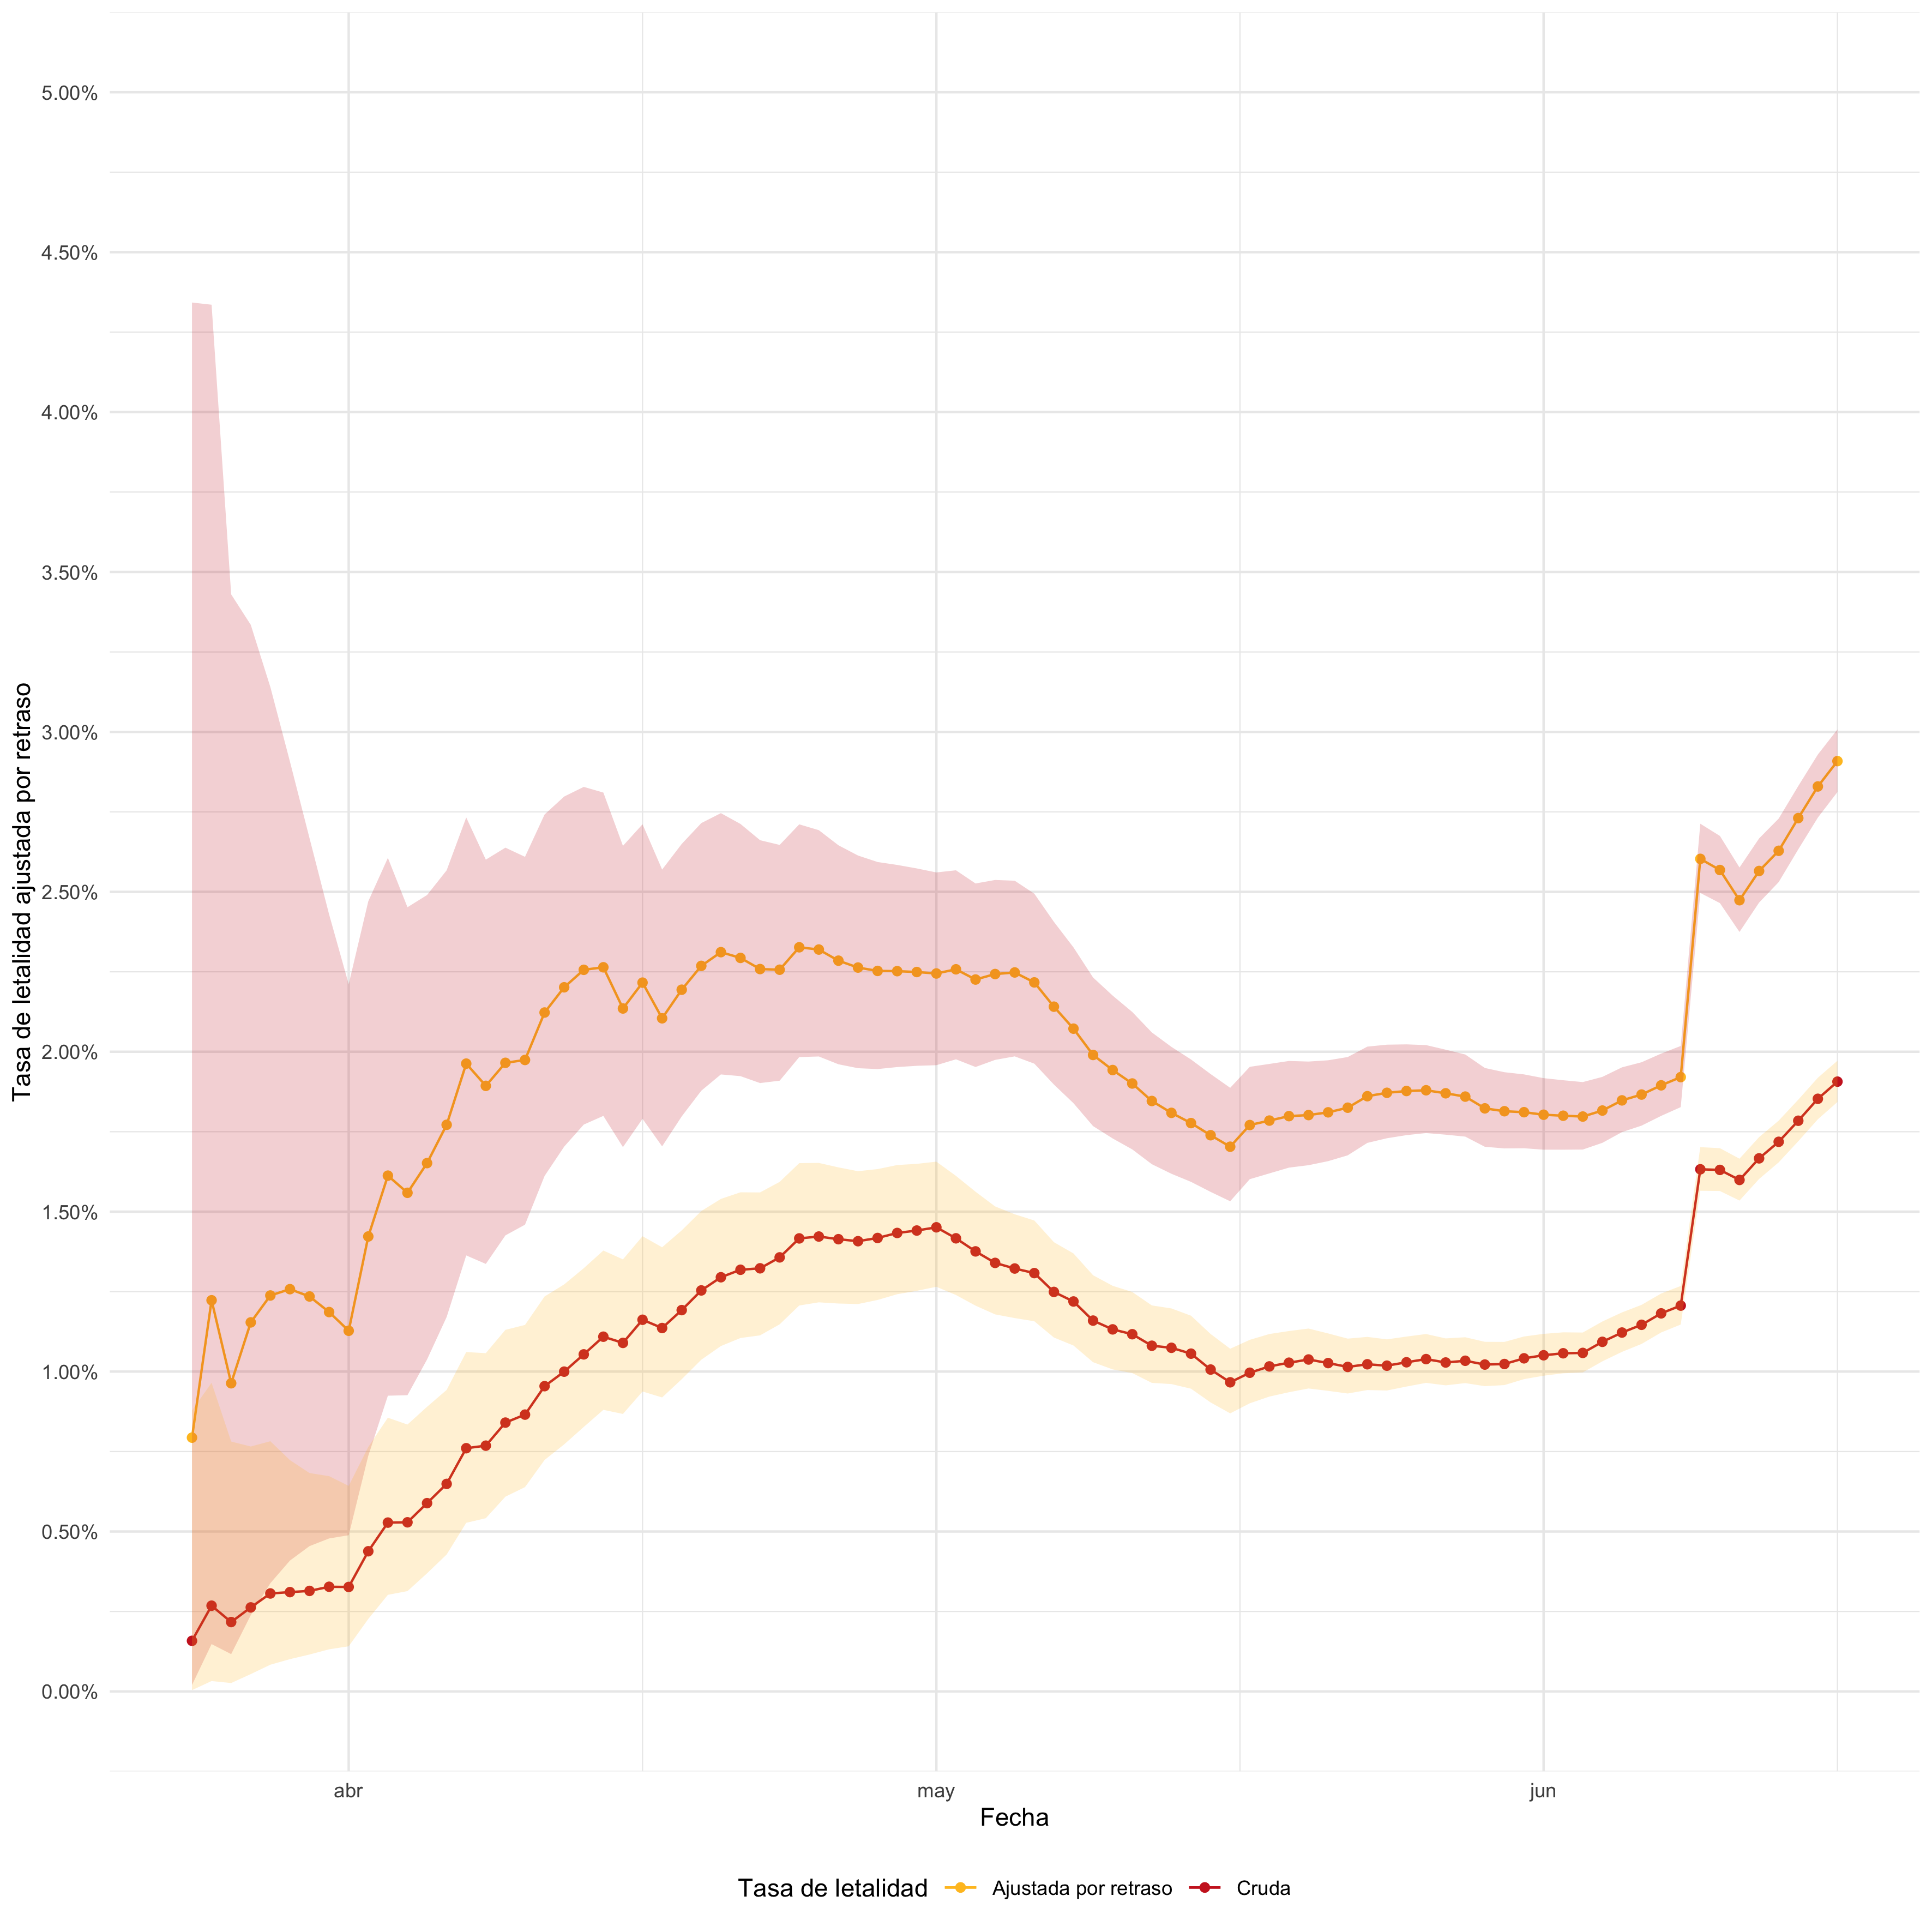 Tasa de letalidad ajustada por retraso
5.00%
4.50%
4.00%
3.50%
3.00%
2.50%
2.00%
1.50%
1.00%
0.50%
0.00%
abr may jun
Fecha
Tasa de letalidad Ajustada por retraso Cruda